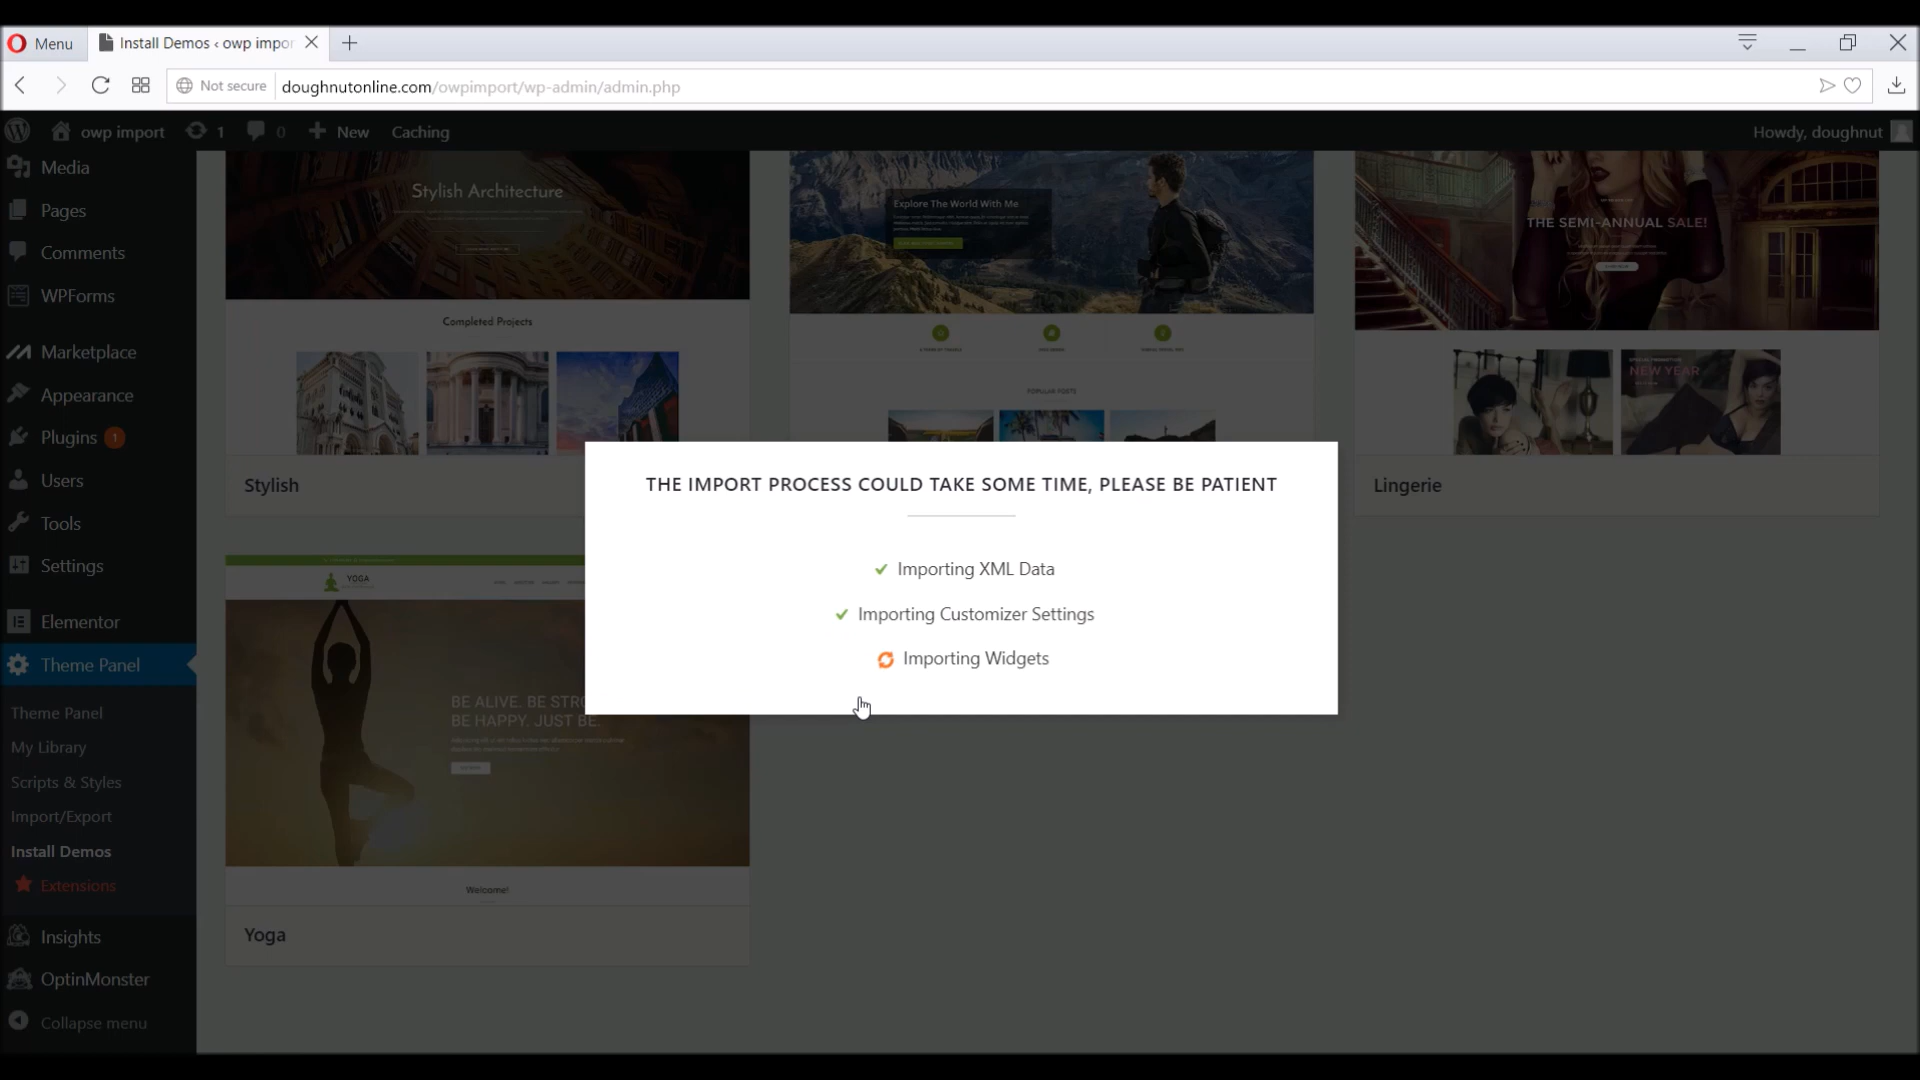 Menu
Install Demos ‹ owp impor
Not secure
doughnutonline.com/owpimport/wp-admin/admin.php
owp import
1
0
New
Caching
Howdy, doughnut
Media
Pages
Comments
WPForms
Marketplace
Appearance
Plugins 1
Users
Tools
Settings
Elementor
Theme Panel
Theme Panel
My Library
Scripts & Styles
Import/Export
Install Demos
Extensions
Insights
OptinMonster
Collapse menu
Stylish Architecture
Completed Projects
Stylish
Explore The World With Me
POPULAR POSTS
THE SEMI-ANNUAL SALE!
NEW YEAR
Lingerie
THE IMPORT PROCESS COULD TAKE SOME TIME, PLEASE BE PATIENT
Importing XML Data
Importing Customizer Settings
Importing Widgets
YOGA
BE ALIVE. BE STRO
BE HAPPY. JUST BE.
Welcome!
Yoga